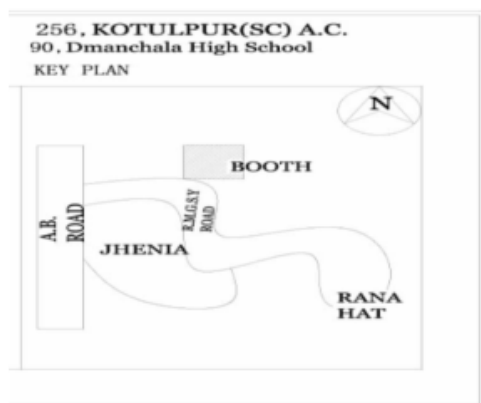 256, KOTULPUR(SC) A.C.
90, Dmanchala High School
KEY PLAN
N
BOOTH
R.M.G.S.Y
ROAD
A.B.
ROAD
JHENIA
RANA
HAT